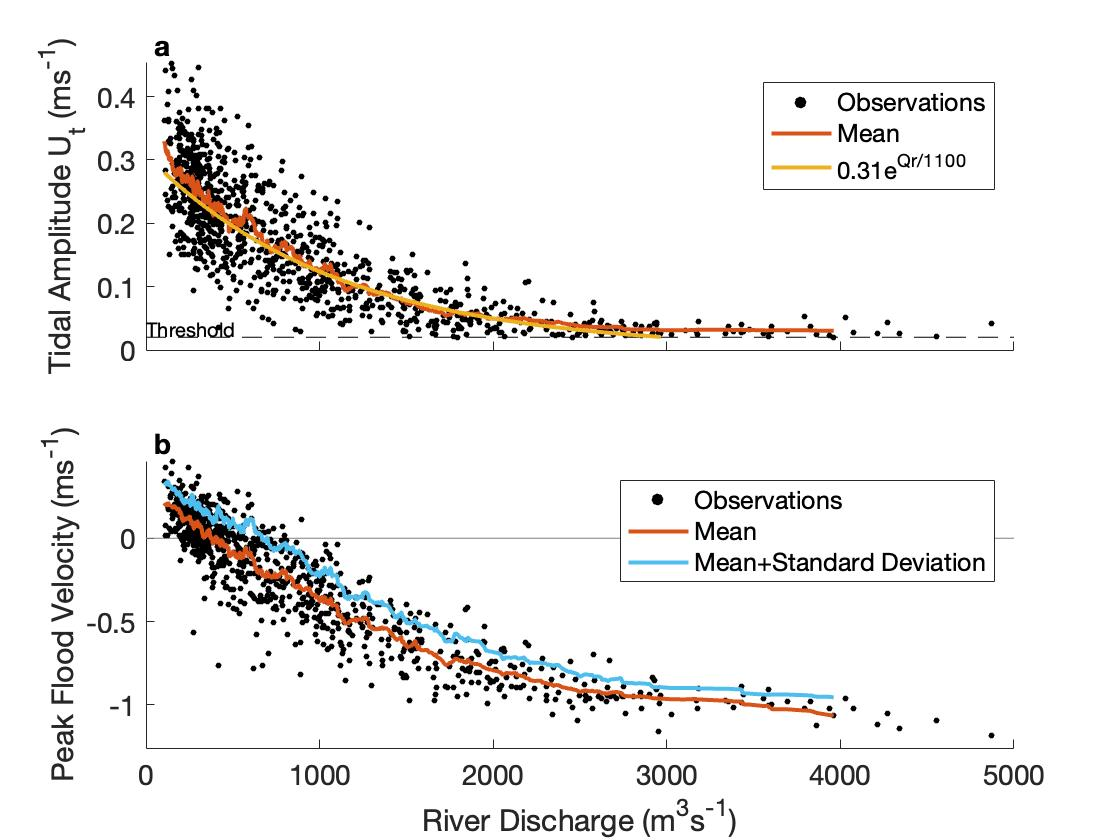 a
Tidal Amplitude Uₜ (ms⁻¹)
0.4
0.3
0.2
0.1
0
Threshold
Observations
Mean
0.31e^Qr/1100
b
Peak Flood Velocity (ms⁻¹)
0
-0.5
-1
Observations
Mean
Mean+Standard Deviation
0 1000 2000 3000 4000 5000
River Discharge (m³s⁻¹)